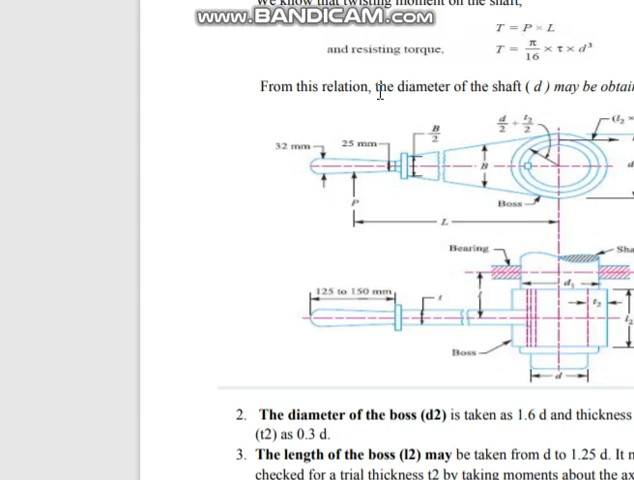 We know that twisting moment on the shaft,
www.BANDICAM.com
T = P × L
and resisting torque,
T = π/16 × τ × d³
From this relation, the diameter of the shaft ( d ) may be obtai
32 mm
25 mm
B/2
d/2 + t₂/2
(l₂ ×
d
B
P
Boss
L
Bearing
Sha
125 to 150 mm
t
l
d₁
t₂
l₂
Boss
d
2. The diameter of the boss (d2) is taken as 1.6 d and thickness
(t2) as 0.3 d.
3. The length of the boss (l2) may be taken from d to 1.25 d. It m
checked for a trial thickness t2 by taking moments about the ax